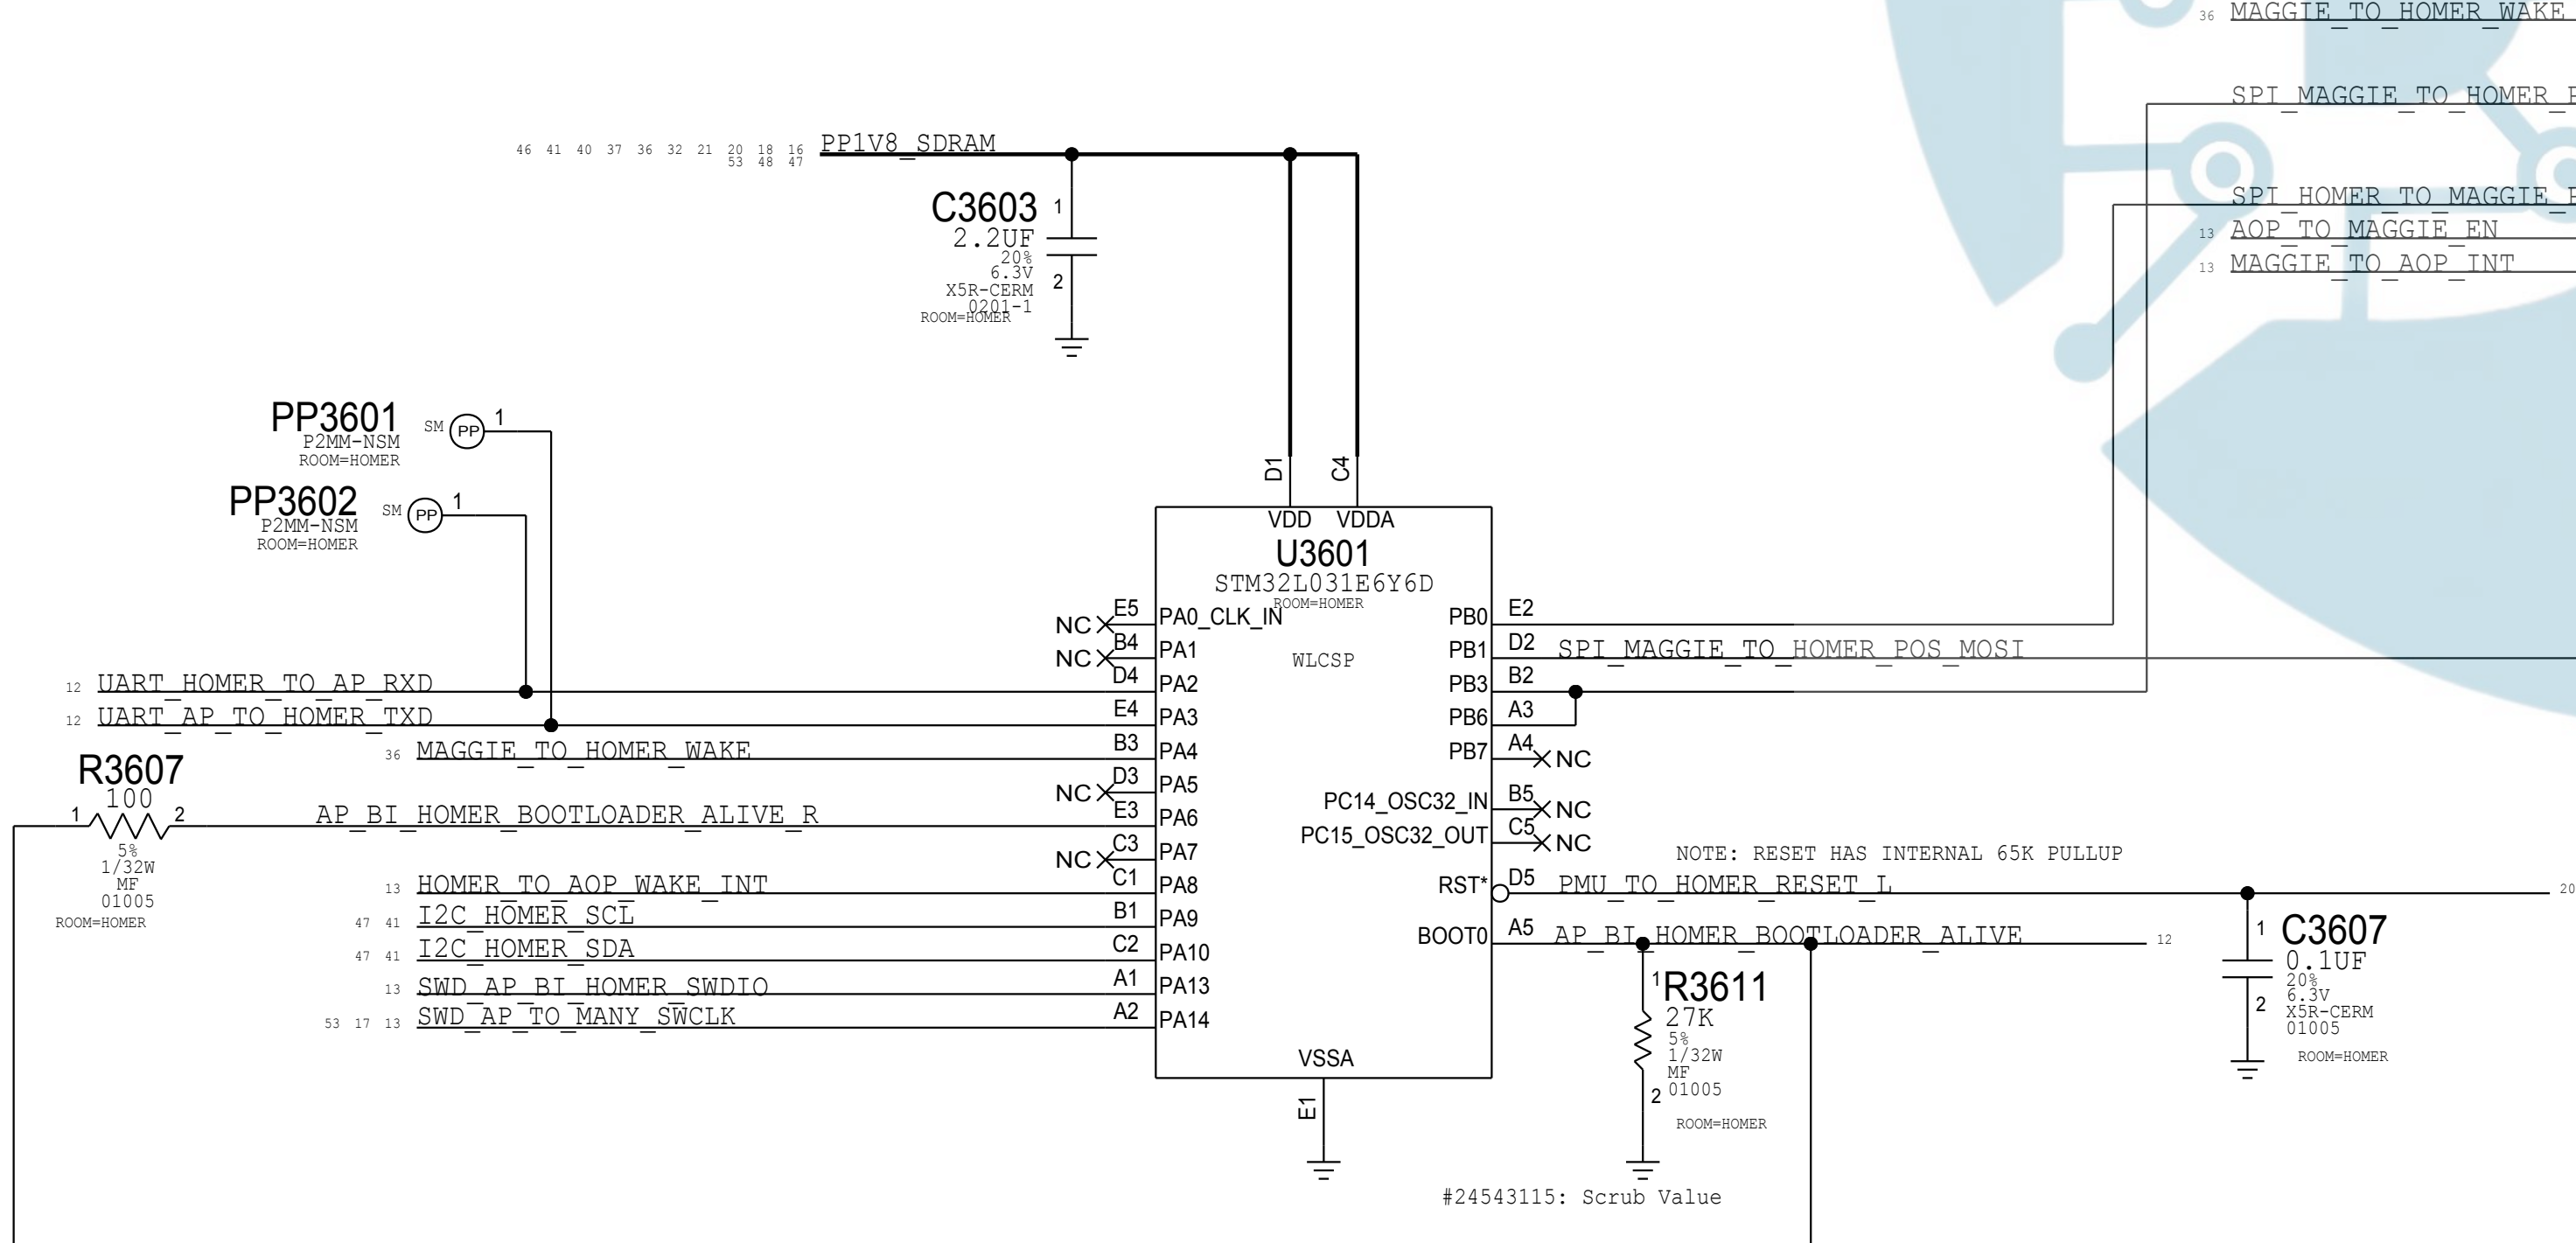 36 MAGGIE_TO_HOMER_WAKE
SPI_MAGGIE_TO_HOMER_
46 41 40 37 36 32 21 20 18 16 PP1V8_SDRAM
53 48 47
SPI_HOMER_TO_MAGGIE_
13 AOP_TO_MAGGIE_EN
13 MAGGIE_TO_AOP_INT
C3603 1
2.2UF
20%
6.3V
X5R-CERM 2
0201-1
ROOM=HOMER
PP3601 SM PP 1
P2MM-NSM
ROOM=HOMER
PP3602 SM PP 1
P2MM-NSM
ROOM=HOMER
D1 C4
VDD VDDA
U3601
STM32L031E6Y6D
ROOM=HOMER
WLCSP
NC E5 PA0_CLK_IN
NC B4 PA1
12 UART_HOMER_TO_AP_RXD D4 PA2
12 UART_AP_TO_HOMER_TXD E4 PA3
36 MAGGIE_TO_HOMER_WAKE B3 PA4
NC D3 PA5
R3607
100
1 2 AP_BI_HOMER_BOOTLOADER_ALIVE_R E3 PA6
5%
1/32W
MF
01005
ROOM=HOMER
NC C3 PA7
13 HOMER_TO_AOP_WAKE_INT C1 PA8
47 41 I2C_HOMER_SCL B1 PA9
47 41 I2C_HOMER_SDA C2 PA10
13 SWD_AP_BI_HOMER_SWDIO A1 PA13
53 17 13 SWD_AP_TO_MANY_SWCLK A2 PA14
PB0 E2
PB1 D2 SPI_MAGGIE_TO_HOMER_POS_MOSI
PB3 B2
PB6 A3
PB7 A4 NC
PC14_OSC32_IN B5 NC
PC15_OSC32_OUT C5 NC
NOTE: RESET HAS INTERNAL 65K PULLUP
RST* D5 PMU_TO_HOMER_RESET_L 20
BOOT0 A5 AP_BI_HOMER_BOOTLOADER_ALIVE 12
VSSA
E1
1 R3611
27K
5%
1/32W
MF
2 01005
ROOM=HOMER
1 C3607
0.1UF
20%
6.3V
2 X5R-CERM
01005
ROOM=HOMER
#24543115: Scrub Value